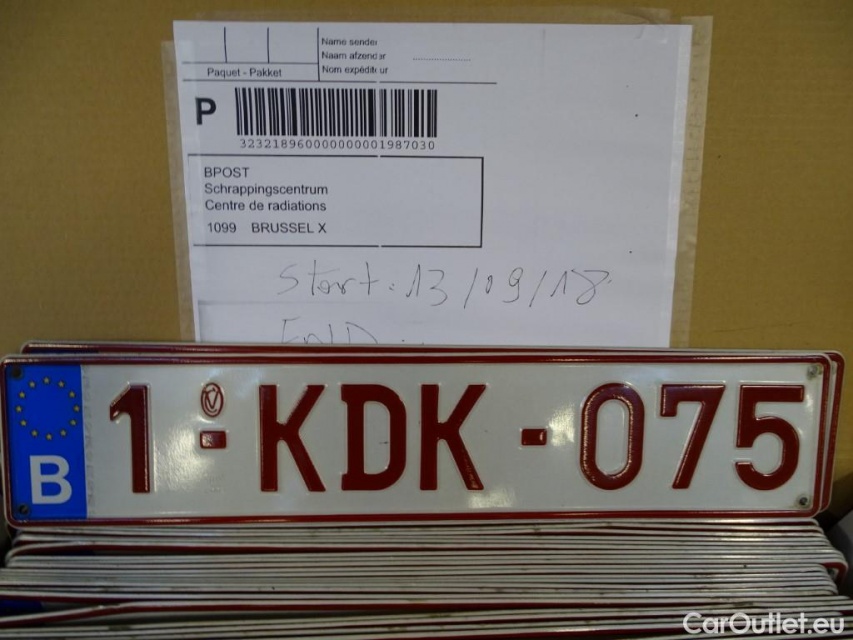 Name sender
Naam afzender
Nom expéditeur
Paquet - Pakket
P
323218960000000001987030
BPOST
Schrappingscentrum
Centre de radiations
1099 BRUSSEL X
Start: 13/09/18
End:
B 1-KDK-075
CarOutlet.eu